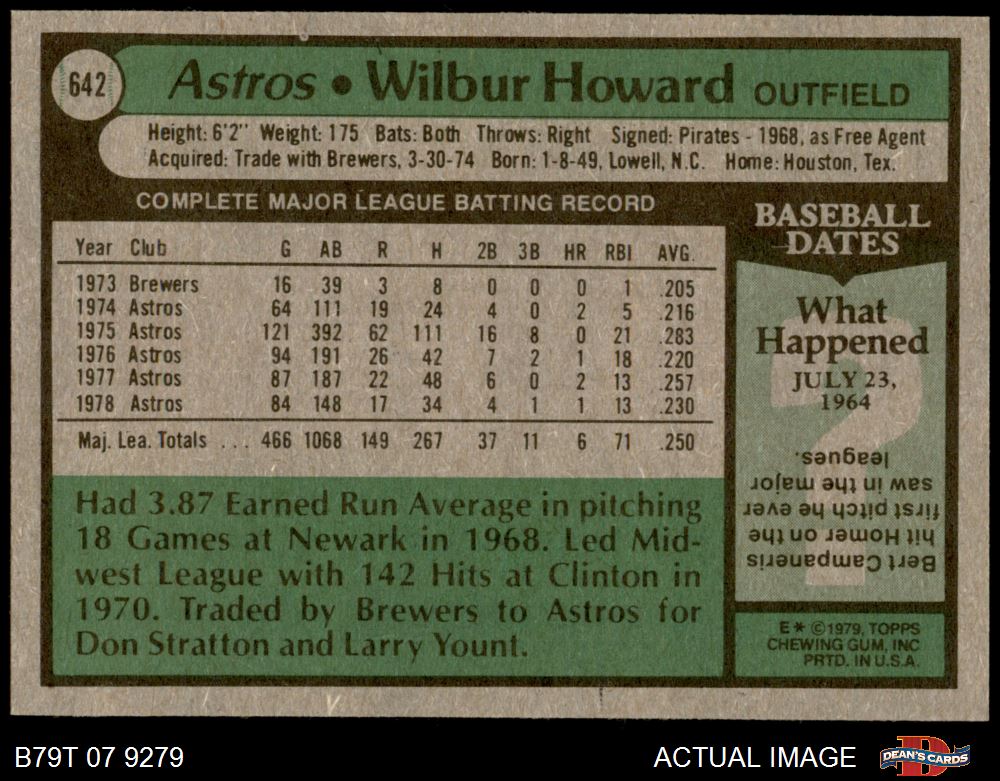 642
Astros • Wilbur Howard OUTFIELD
Height: 6'2" Weight: 175 Bats: Both Throws: Right Signed: Pirates - 1968, as Free Agent
Acquired: Trade with Brewers, 3-30-74 Born: 1-8-49, Lowell, N.C. Home: Houston, Tex.
COMPLETE MAJOR LEAGUE BATTING RECORD
Year Club G AB R H 2B 3B HR RBI AVG.
1973 Brewers 16 39 3 8 0 0 0 1 .205
1974 Astros 64 111 19 24 4 0 2 5 .216
1975 Astros 121 392 62 111 16 8 0 21 .283
1976 Astros 94 191 26 42 7 2 1 18 .220
1977 Astros 87 187 22 48 6 0 2 13 .257
1978 Astros 84 148 17 34 4 1 1 13 .230
Maj. Lea. Totals ... 466 1068 149 267 37 11 6 71 .250
Had 3.87 Earned Run Average in pitching
18 Games at Newark in 1968. Led Mid-
west League with 142 Hits at Clinton in
1970. Traded by Brewers to Astros for
Don Stratton and Larry Yount.
BASEBALL
DATES
What
Happened
JULY 23,
1964
Bert Campaneris
hit Homer on the
first pitch he ever
saw in the major
leagues.
E* ©1979, TOPPS
CHEWING GUM, INC
PRTD. IN U.S.A.
B79T 07 9279
ACTUAL IMAGE
DEAN'S CARDS